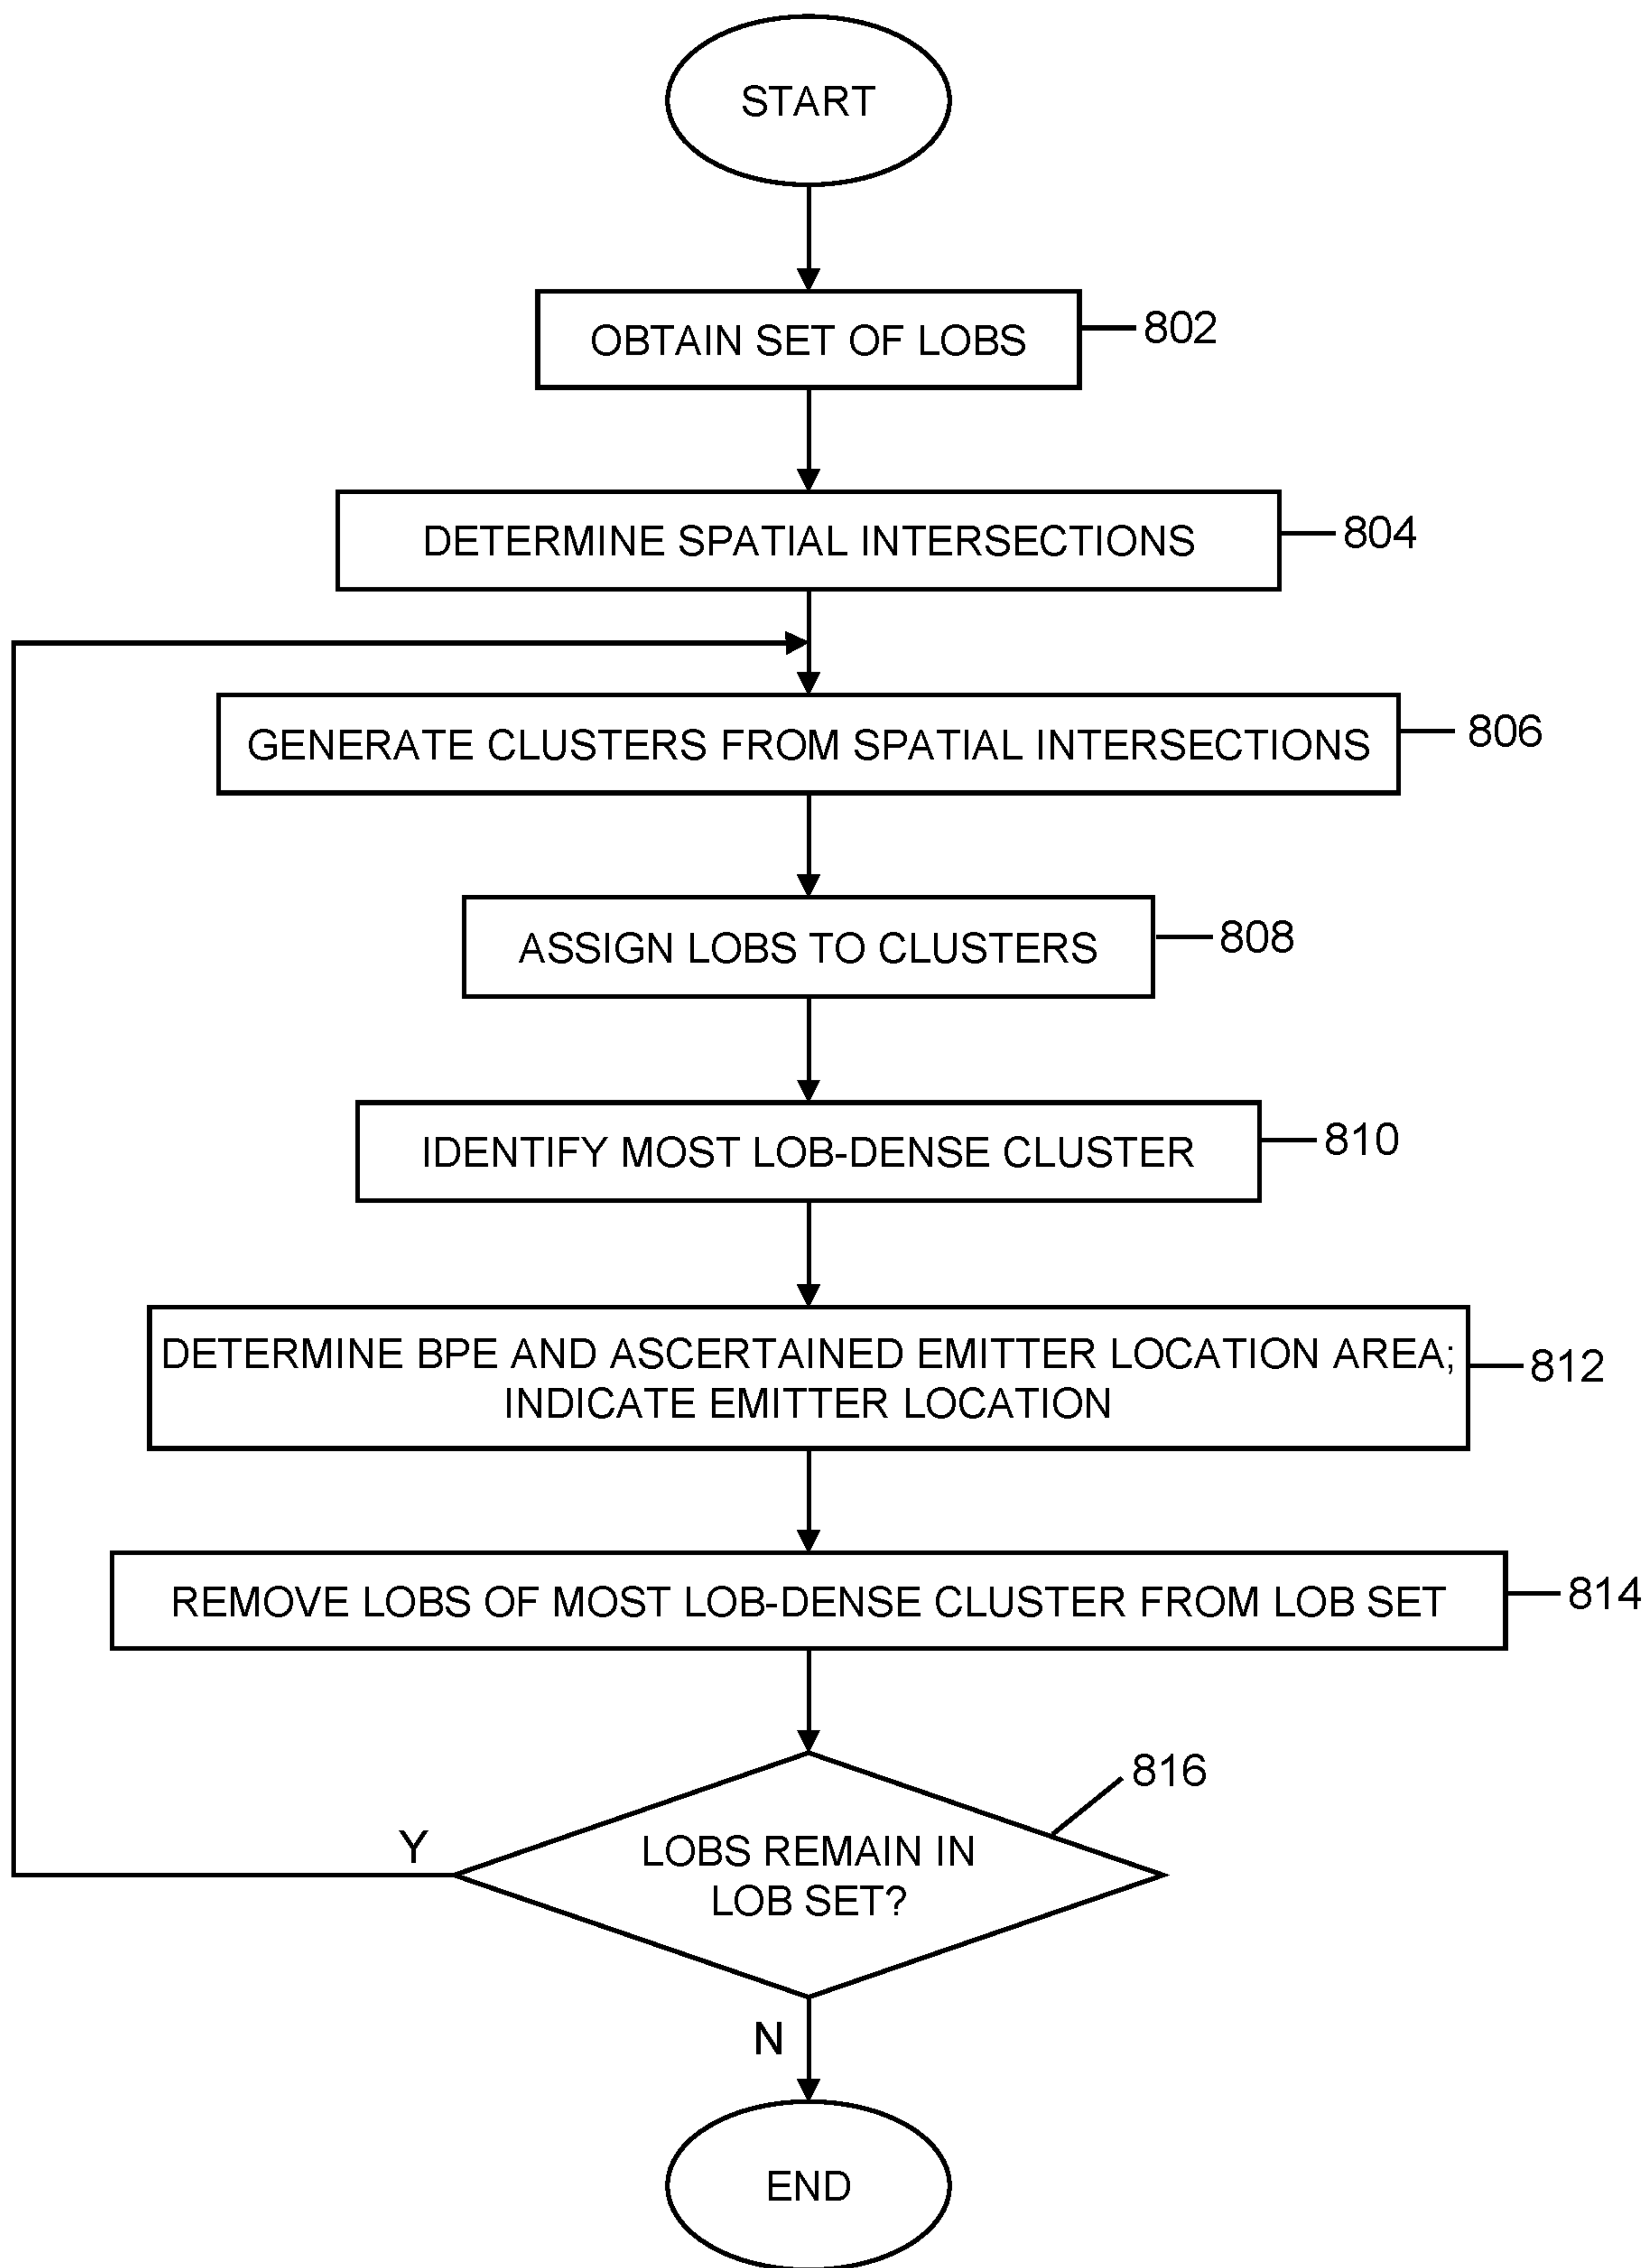 START
OBTAIN SET OF LOBS
802
DETERMINE SPATIAL INTERSECTIONS
804
GENERATE CLUSTERS FROM SPATIAL INTERSECTIONS
806
ASSIGN LOBS TO CLUSTERS
808
IDENTIFY MOST LOB-DENSE CLUSTER
810
DETERMINE BPE AND ASCERTAINED EMITTER LOCATION AREA;
INDICATE EMITTER LOCATION
812
REMOVE LOBS OF MOST LOB-DENSE CLUSTER FROM LOB SET
814
816
LOBS REMAIN IN
LOB SET?
Y
N
END